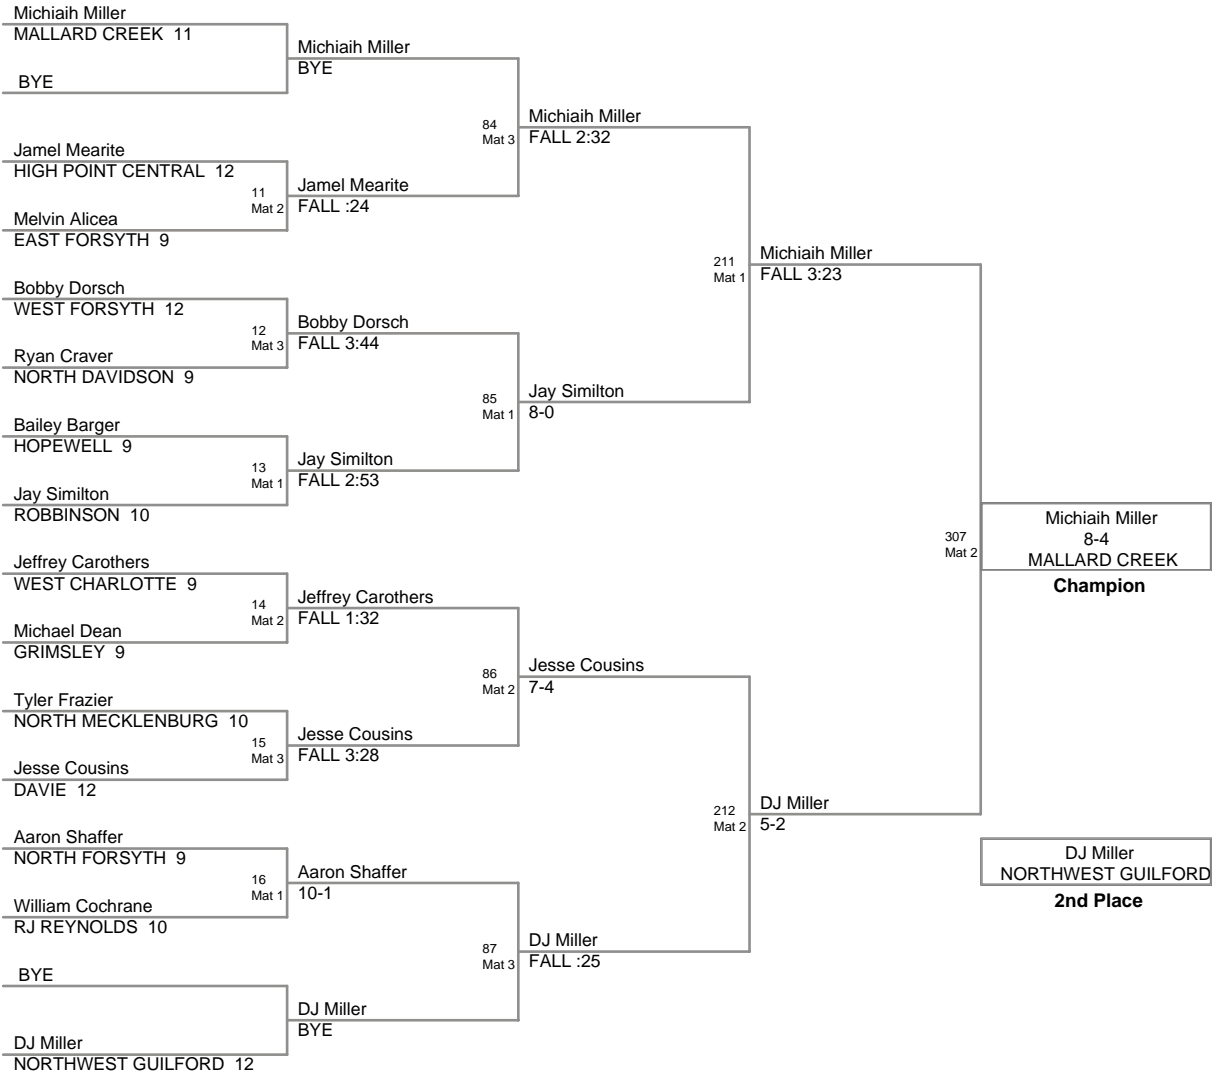 Michiaih Miller
MALLARD CREEK 11
BYE
Jamel Mearite
HIGH POINT CENTRAL 12
Melvin Alicea
EAST FORSYTH 9
Bobby Dorsch
WEST FORSYTH 12
Ryan Craver
NORTH DAVIDSON 9
Bailey Barger
HOPEWELL 9
Jay Similton
ROBBINSON 10
Jeffrey Carothers
WEST CHARLOTTE 9
Michael Dean
GRIMSLEY 9
Tyler Frazier
NORTH MECKLENBURG 10
Jesse Cousins
DAVIE 12
Aaron Shaffer
NORTH FORSYTH 9
William Cochrane
RJ REYNOLDS 10
BYE
DJ Miller
NORTHWEST GUILFORD 12
Michiaih Miller
BYE
11
Mat 2
Jamel Mearite
FALL :24
12
Mat 3
Bobby Dorsch
FALL 3:44
13
Mat 1
Jay Similton
FALL 2:53
14
Mat 2
Jeffrey Carothers
FALL 1:32
15
Mat 3
Jesse Cousins
FALL 3:28
16
Mat 1
Aaron Shaffer
10-1
DJ Miller
BYE
84
Mat 3
Michiaih Miller
FALL 2:32
85
Mat 1
Jay Similton
8-0
86
Mat 2
Jesse Cousins
7-4
87
Mat 3
DJ Miller
FALL :25
211
Mat 1
Michiaih Miller
FALL 3:23
212
Mat 2
DJ Miller
5-2
307
Mat 2
Michiaih Miller
8-4
MALLARD CREEK
Champion
DJ Miller
NORTHWEST GUILFORD
2nd Place